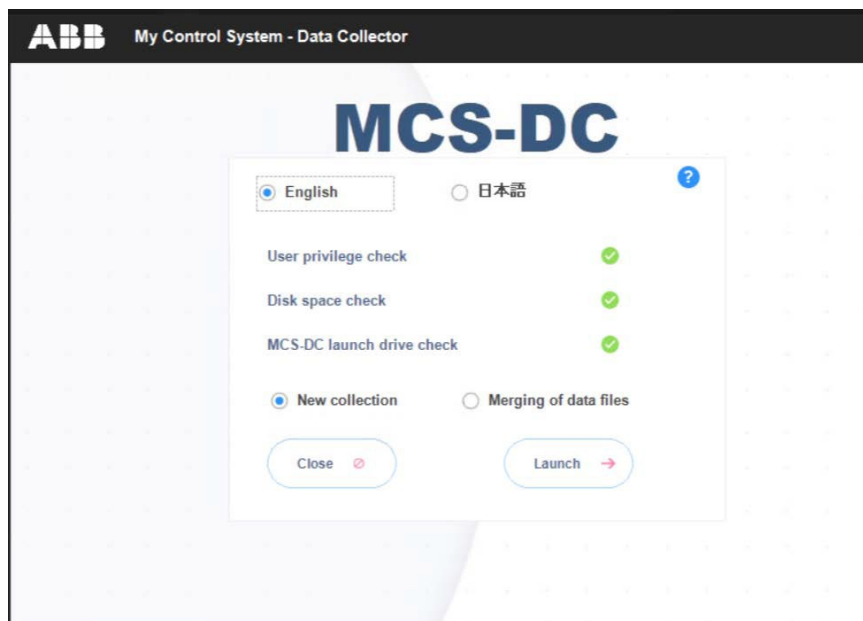 ABB My Control System - Data Collector
MCS-DC
English 日本語 ?
User privilege check
Disk space check
MCS-DC launch drive check
New collection Merging of data files
Close Launch